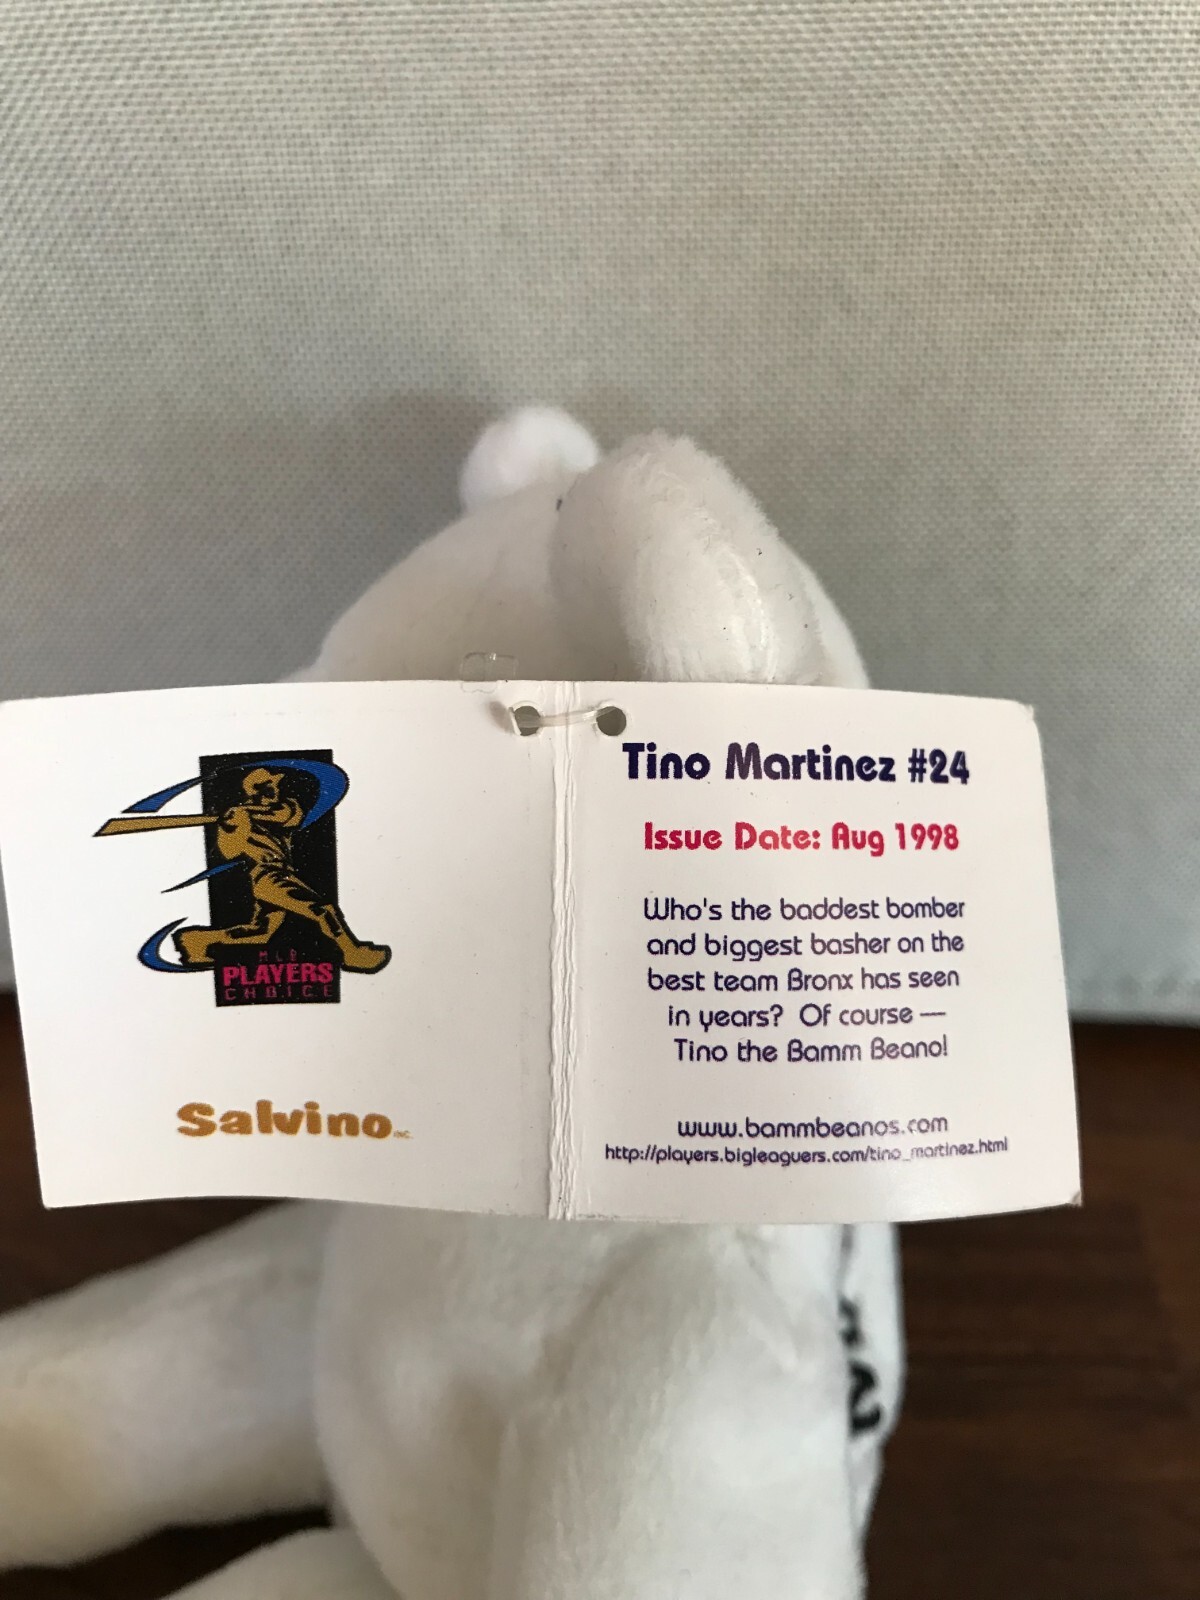 MLB
PLAYERS
CHOICE
Salvino INC.
Tino Martinez #24
Issue Date: Aug 1998
Who's the baddest bomber
and biggest basher on the
best team Bronx has seen
in years? Of course —
Tino the Bamm Beano!
www.bammbeanos.com
http://players.bigleaguers.com/tino_martinez.html